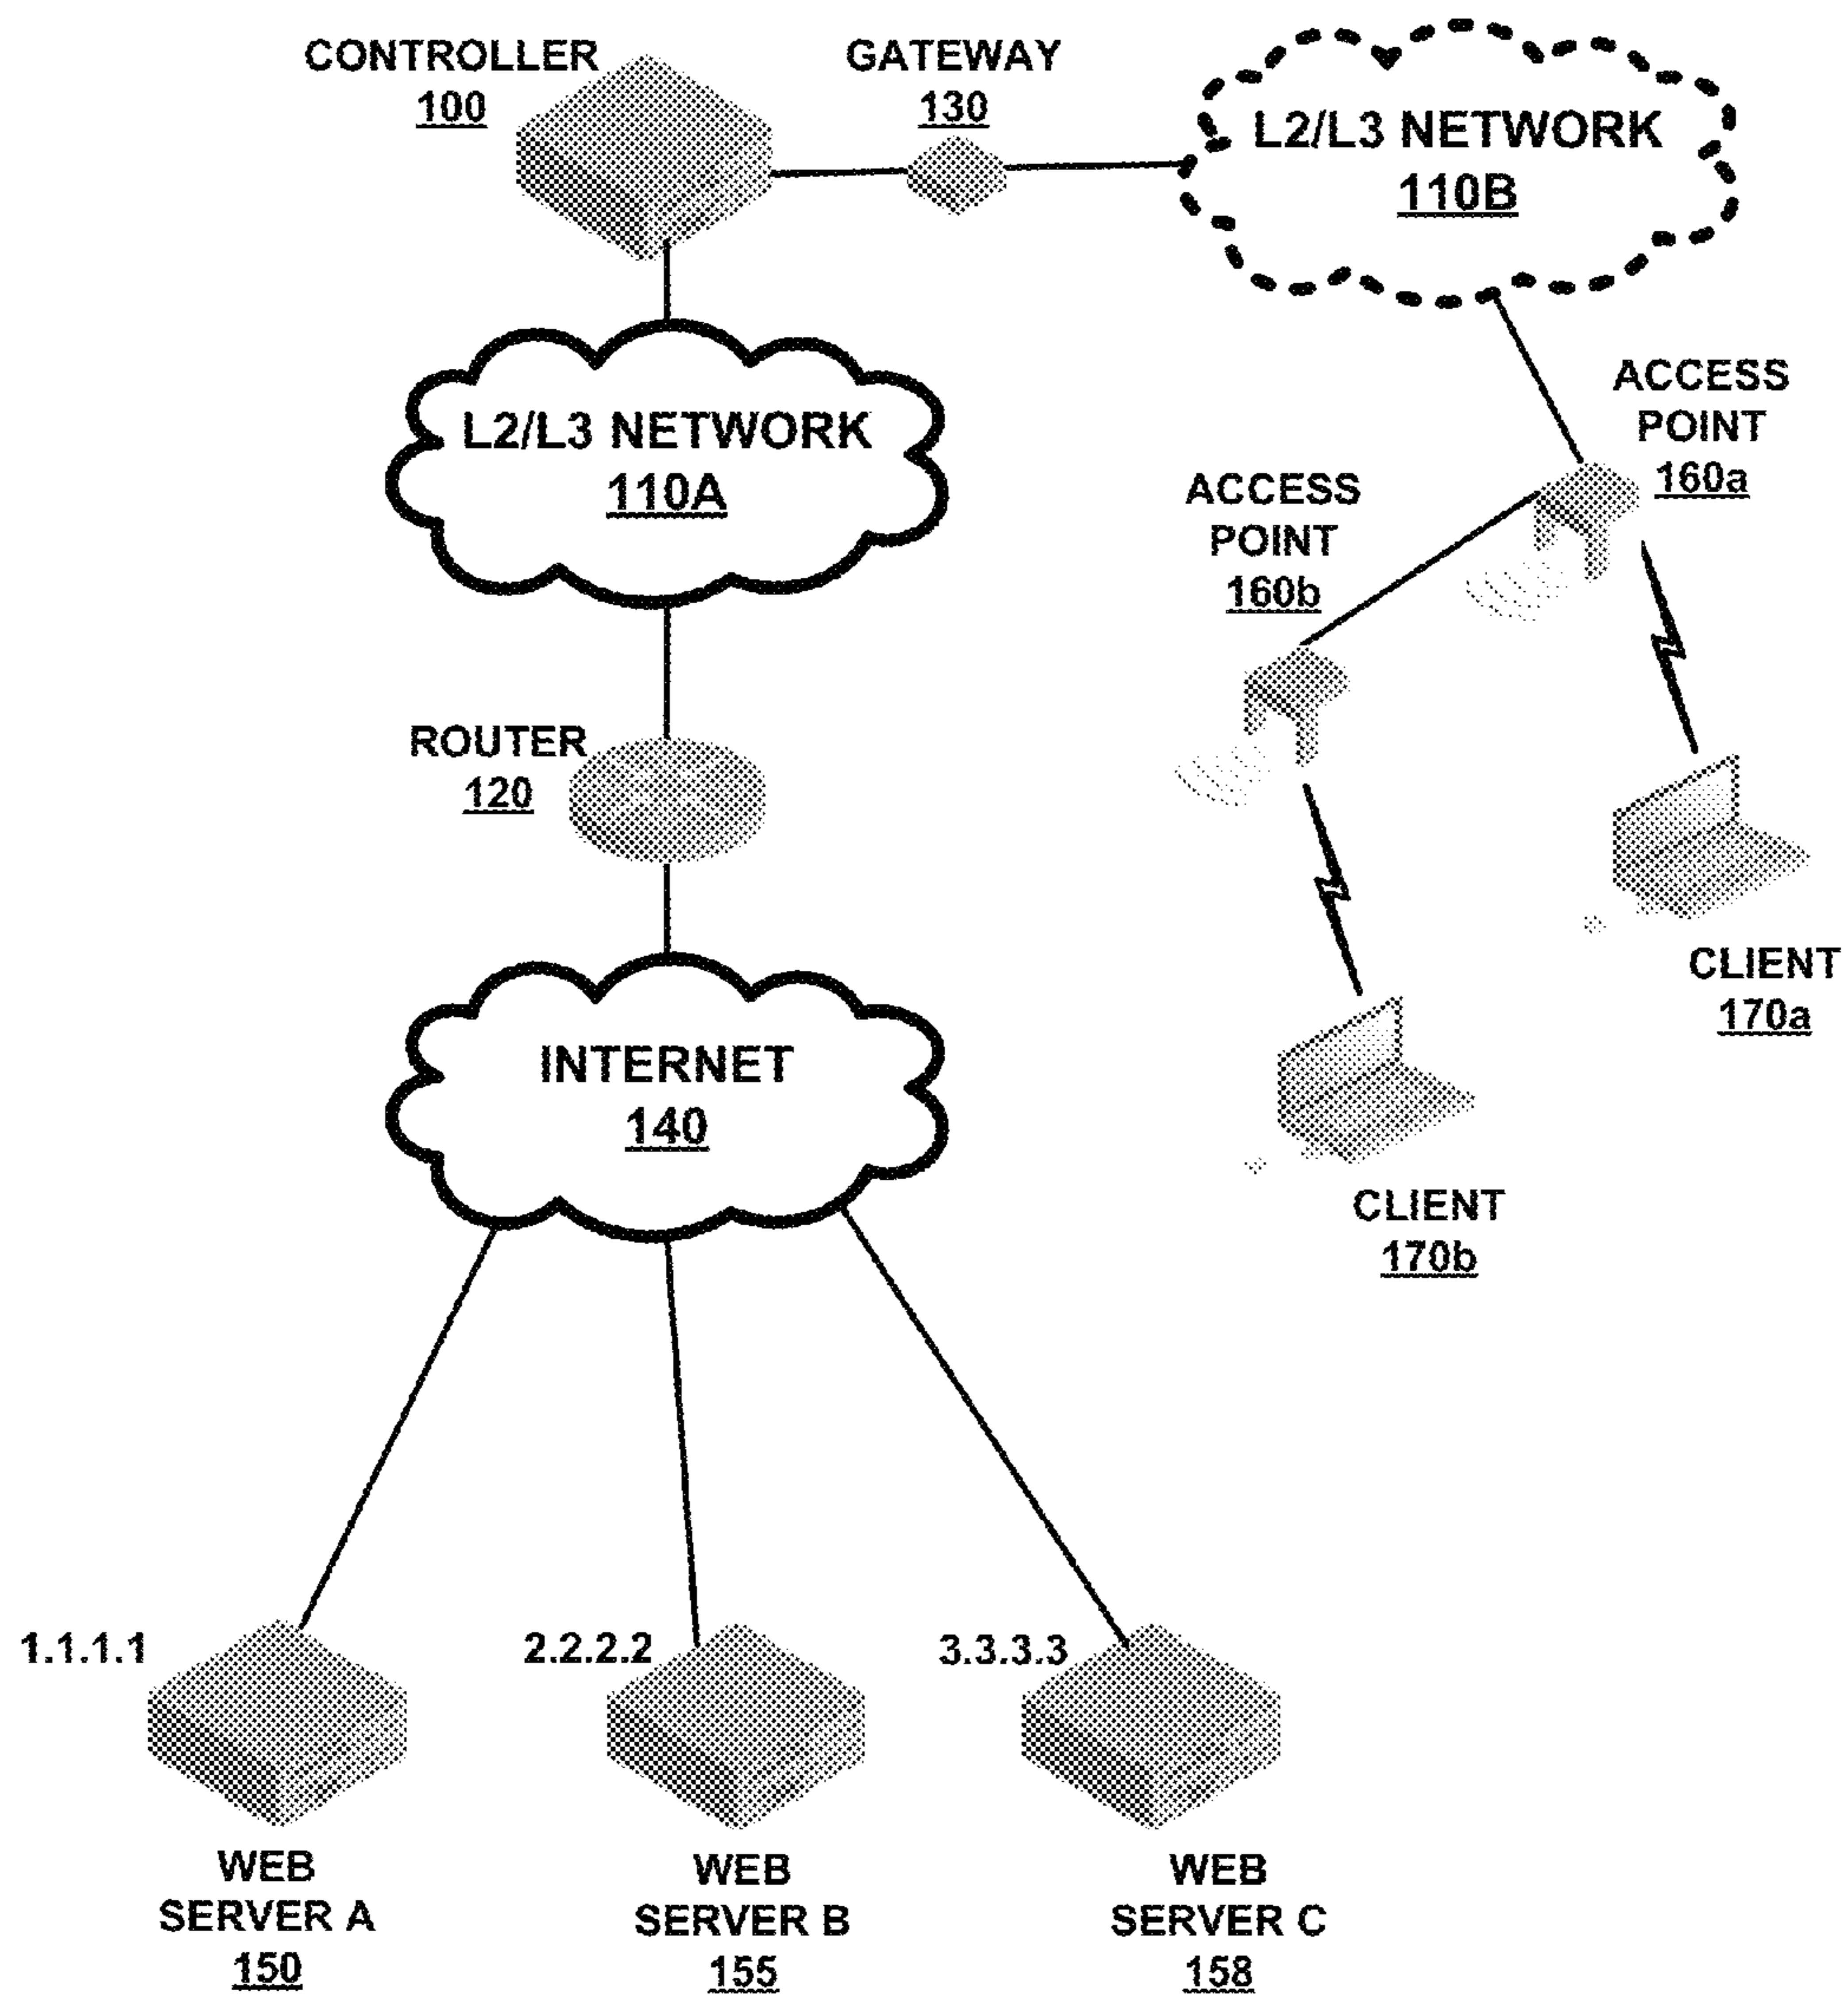 CONTROLLER
100
GATEWAY
130
L2/L3 NETWORK
110B
L2/L3 NETWORK
110A
ACCESS
POINT
160a
ACCESS
POINT
160b
ROUTER
120
CLIENT
170a
INTERNET
140
CLIENT
170b
1.1.1.1
2.2.2.2
3.3.3.3
WEB
SERVER A
150
WEB
SERVER B
155
WEB
SERVER C
158